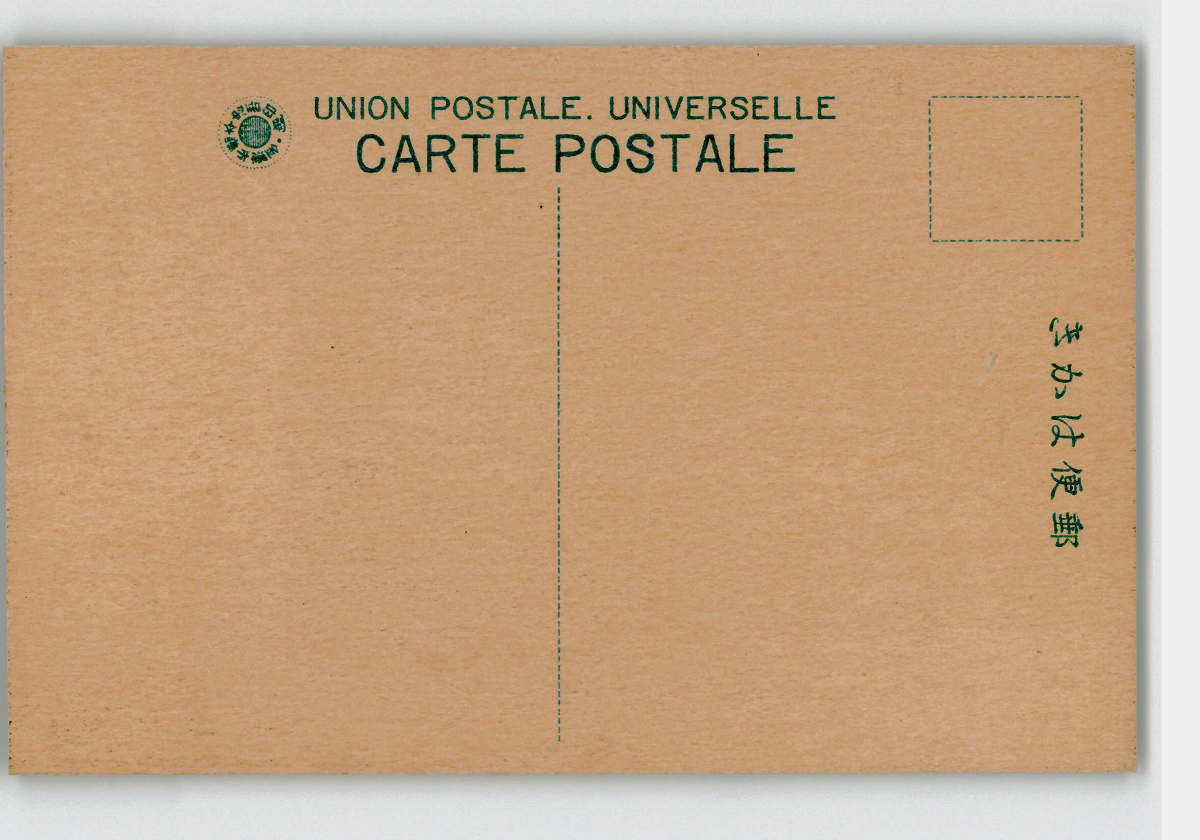 UNION POSTALE. UNIVERSELLE
CARTE POSTALE
きかは便郵